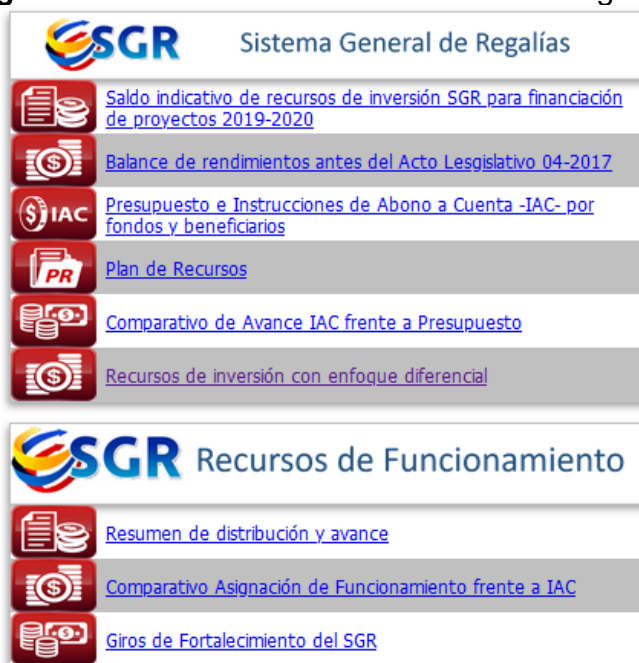 SGR Sistema General de Regalías
Saldo indicativo de recursos de inversión SGR para financiación
de proyectos 2019-2020
Balance de rendimientos antes del Acto Lesgislativo 04-2017
$ IAC Presupuesto e Instrucciones de Abono a Cuenta -IAC- por
fondos y beneficiarios
PR Plan de Recursos
Comparativo de Avance IAC frente a Presupuesto
Recursos de inversión con enfoque diferencial
SGR Recursos de Funcionamiento
Resumen de distribución y avance
Comparativo Asignación de Funcionamiento frente a IAC
Giros de Fortalecimiento del SGR